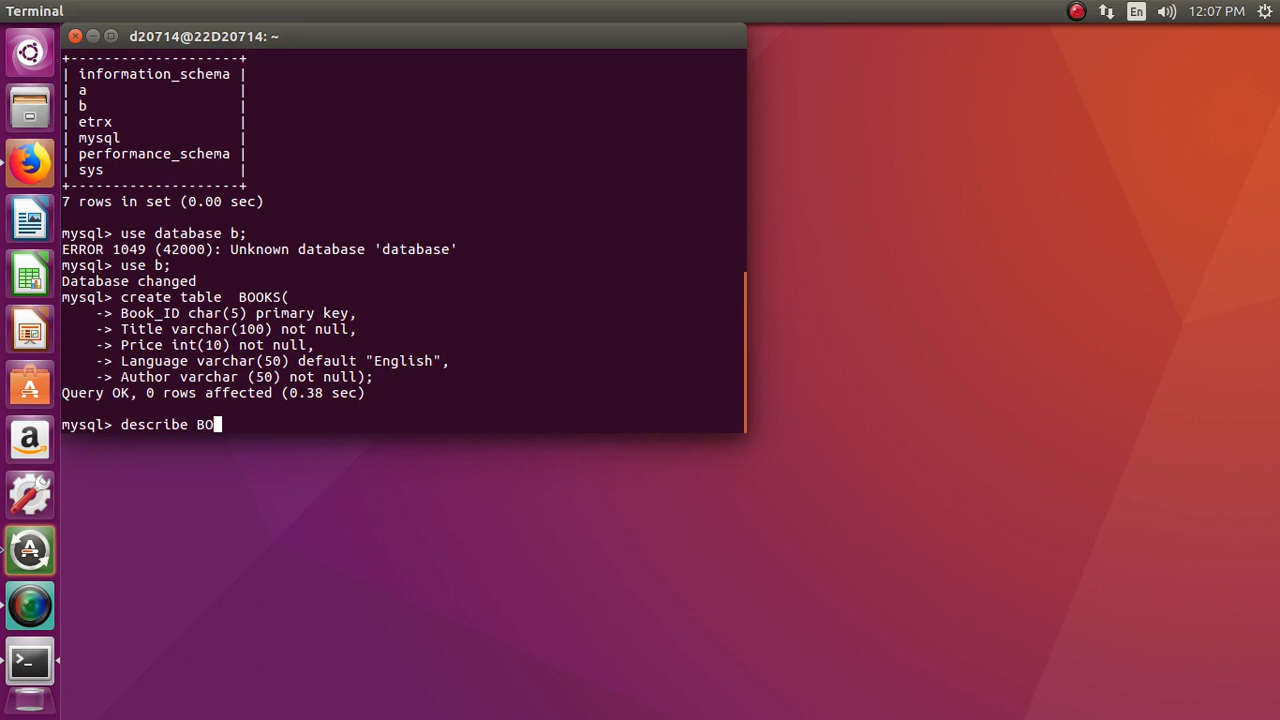 Terminal
En
12:07 PM
d20714@22D20714: ~
+--------------------+
| information_schema |
| a                  |
| b                  |
| etrx               |
| mysql              |
| performance_schema |
| sys                |
+--------------------+
7 rows in set (0.00 sec)
mysql> use database b;
ERROR 1049 (42000): Unknown database 'database'
mysql> use b;
Database changed
mysql> create table  BOOKS(
    -> Book_ID char(5) primary key,
    -> Title varchar(100) not null,
    -> Price int(10) not null,
    -> Language varchar(50) default "English",
    -> Author varchar (50) not null);
Query OK, 0 rows affected (0.38 sec)
mysql> describe BO